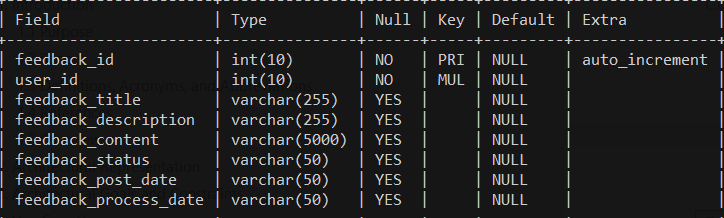 | Field | Type | Null | Key | Default | Extra |
| feedback_id | int(10) | NO | PRI | NULL | auto_increment |
| user_id | int(10) | NO | MUL | NULL | |
| feedback_title | varchar(255) | YES | | NULL | |
| feedback_description | varchar(255) | YES | | NULL | |
| feedback_content | varchar(5000) | YES | | NULL | |
| feedback_status | varchar(50) | YES | | NULL | |
| feedback_post_date | varchar(50) | YES | | NULL | |
| feedback_process_date | varchar(50) | YES | | NULL | |